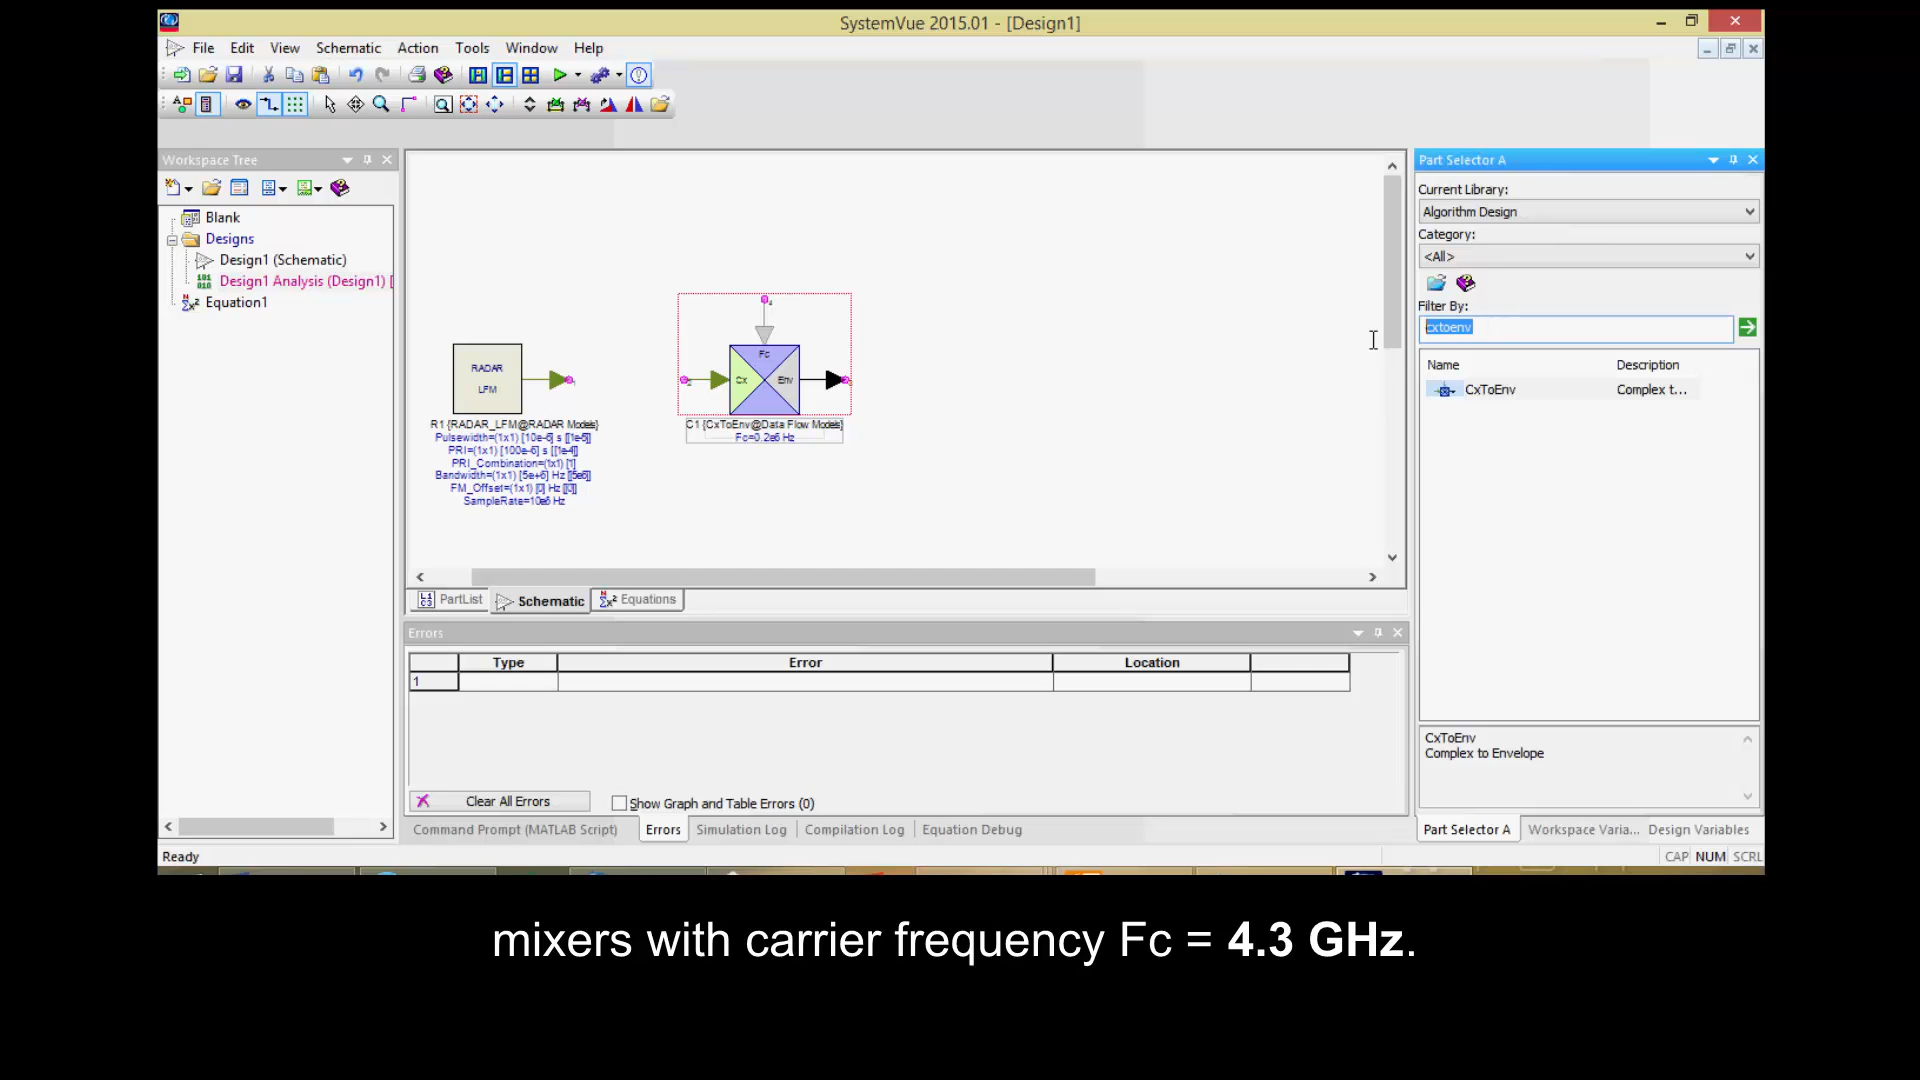 SystemVue 2015.01 - [Design1]
File Edit View Schematic Action Tools Window Help
Workspace Tree
Blank
Designs
Design1 (Schematic)
Design1 Analysis (Design1) [
Equation1
RADAR
LFM
R1 {RADAR_LFM@RADAR Models}
Pulsewidth=(1x1) [10e-6] s [[1e-5]]
PRI=(1x1) [100e-6] s [[1e-4]]
PRI_Combination=(1x1) [1]
Bandwidth=(1x1) [5e+6] Hz [[5e6]]
FM_Offset=(1x1) [0] Hz [[0]]
SampleRate=10e6 Hz
Fc
Cx
Env
C1 {CxToEnv@Data Flow Models}
Fc=0.2e6 Hz
PartList Schematic Equations
Errors
Type Error Location
1
Clear All Errors
Show Graph and Table Errors (0)
Command Prompt (MATLAB Script) Errors Simulation Log Compilation Log Equation Debug
Part Selector A
Current Library:
Algorithm Design
Category:
<All>
Filter By:
cxtoenv
Name Description
CxToEnv Complex t...
CxToEnv
Complex to Envelope
Part Selector A Workspace Varia... Design Variables
Ready
CAP NUM SCRL
mixers with carrier frequency Fc = 4.3 GHz.